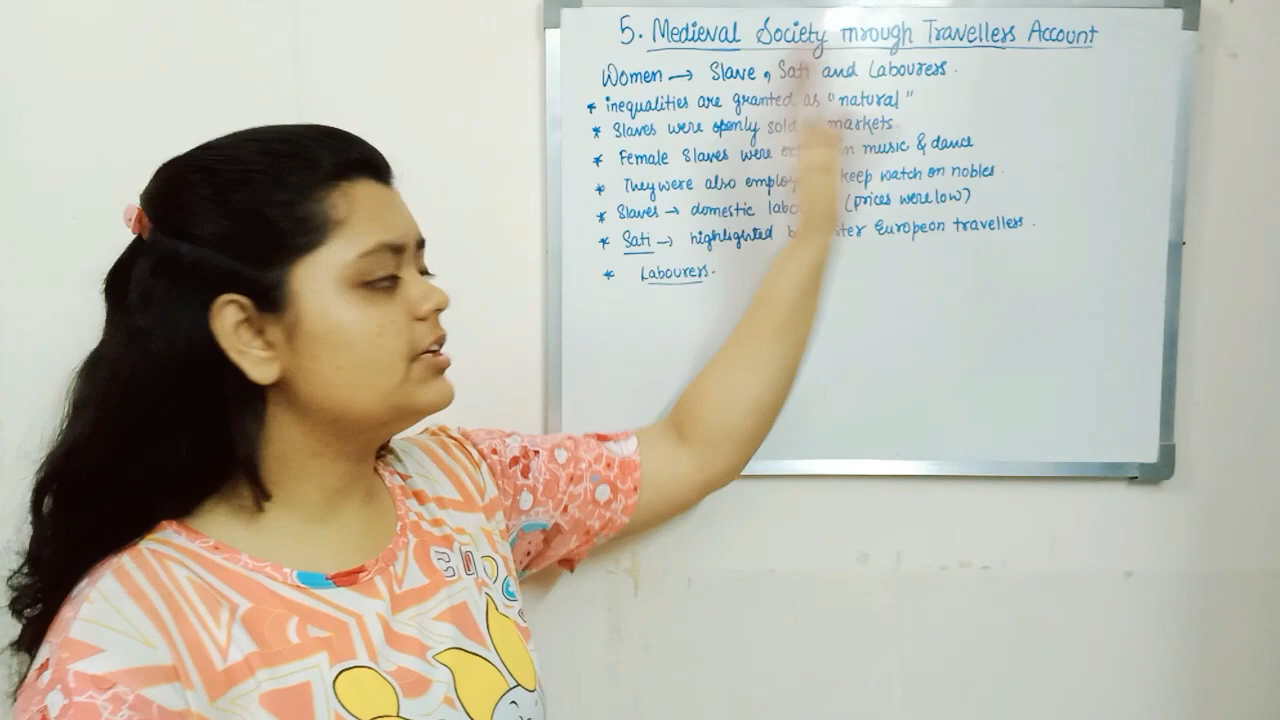 5. Medieval Society Through Travellers Account
Women → Slave, Sati and Labourers.
* inequalities are granted as "natural"
* Slaves were openly sold markets.
* Female Slaves were in music & dance
* They were also keep watch on nobles.
* Slaves → domestic (prices were low)
* Sati → highlighted European travellers.
* Labourers.